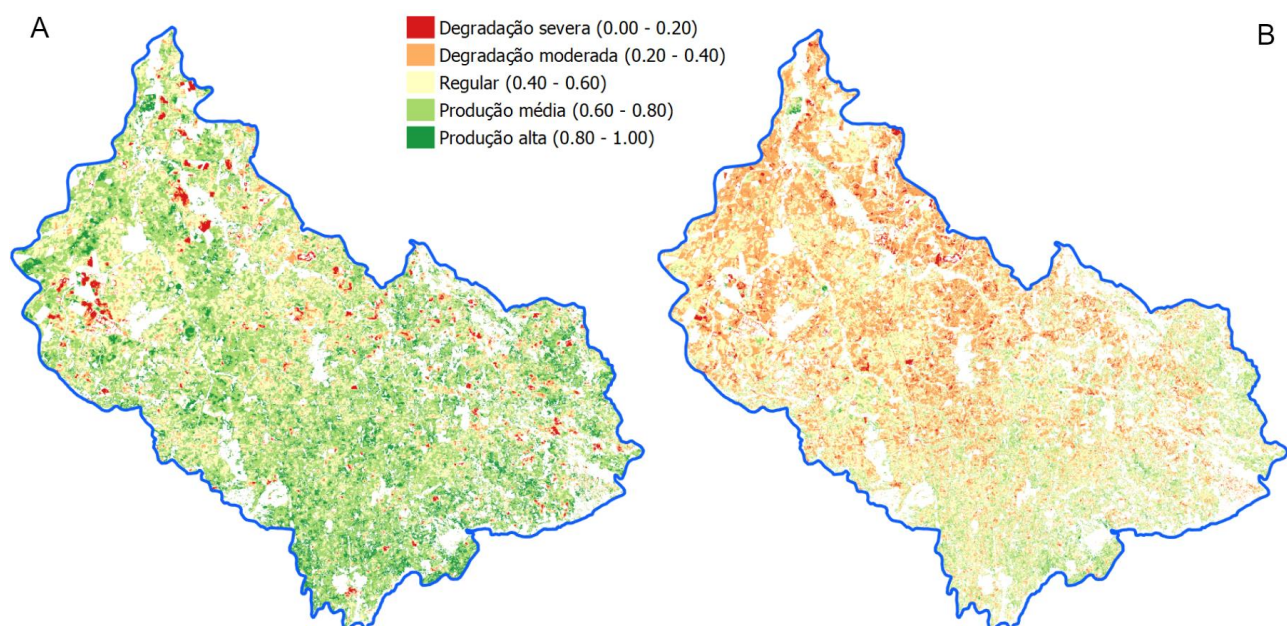 A
Degradação severa (0.00 - 0.20)
Degradação moderada (0.20 - 0.40)
Regular (0.40 - 0.60)
Produção média (0.60 - 0.80)
Produção alta (0.80 - 1.00)
B